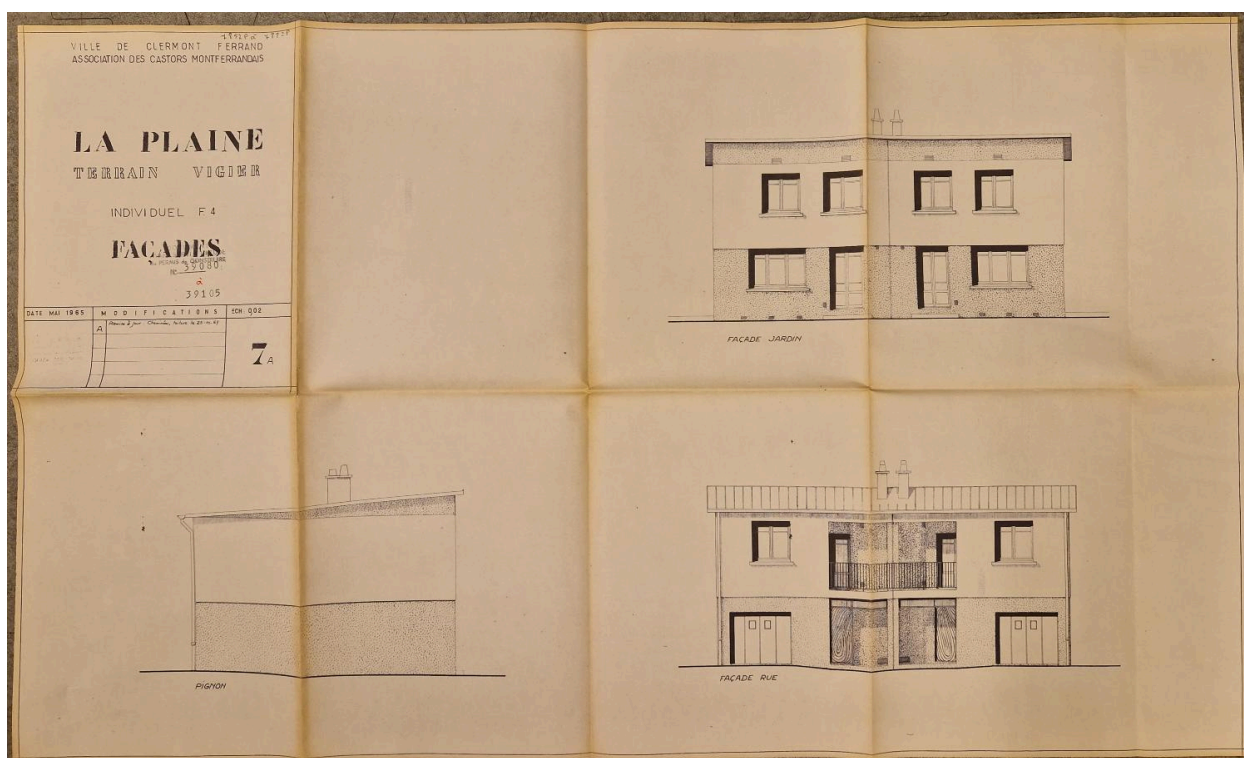 VILLE DE CLERMONT FERRAND
ASSOCIATION DES CASTORS MONTFERRANDAIS
LA PLAINE
TERRAIN VIGIER
INDIVIDUEL F4
FAÇADES
39080
à
39105
DATE MAI 1965
MODIFICATIONS
ECH 0,02
A
7A
FAÇADE JARDIN
PIGNON
FAÇADE RUE